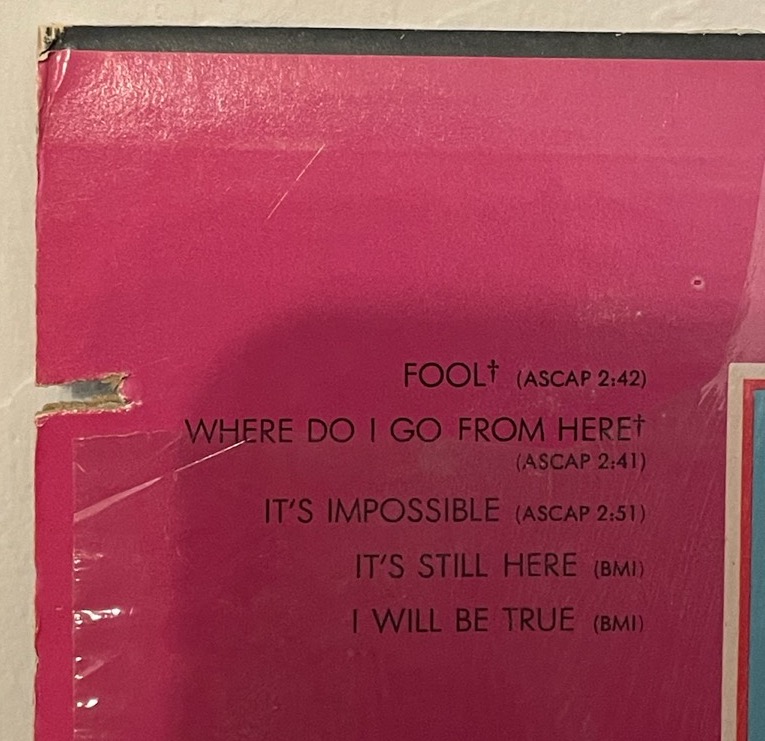 FOOL† (ASCAP 2:42)
WHERE DO I GO FROM HERE†
(ASCAP 2:41)
IT'S IMPOSSIBLE (ASCAP 2:51)
IT'S STILL HERE (BMI)
I WILL BE TRUE (BMI)